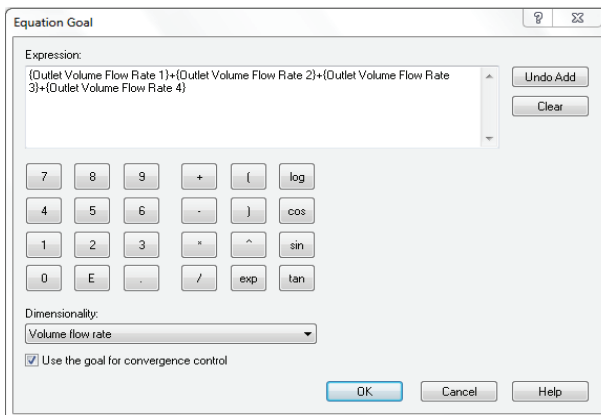 Equation Goal
?
Expression:
{Outlet Volume Flow Rate 1}+{Outlet Volume Flow Rate 2}+{Outlet Volume Flow Rate
3}+{Outlet Volume Flow Rate 4}
Undo Add
Clear
7 8 9 + ( log
4 5 6 - ) cos
1 2 3 * ^ sin
0 E . / exp tan
Dimensionality:
Volume flow rate
Use the goal for convergence control
OK Cancel Help